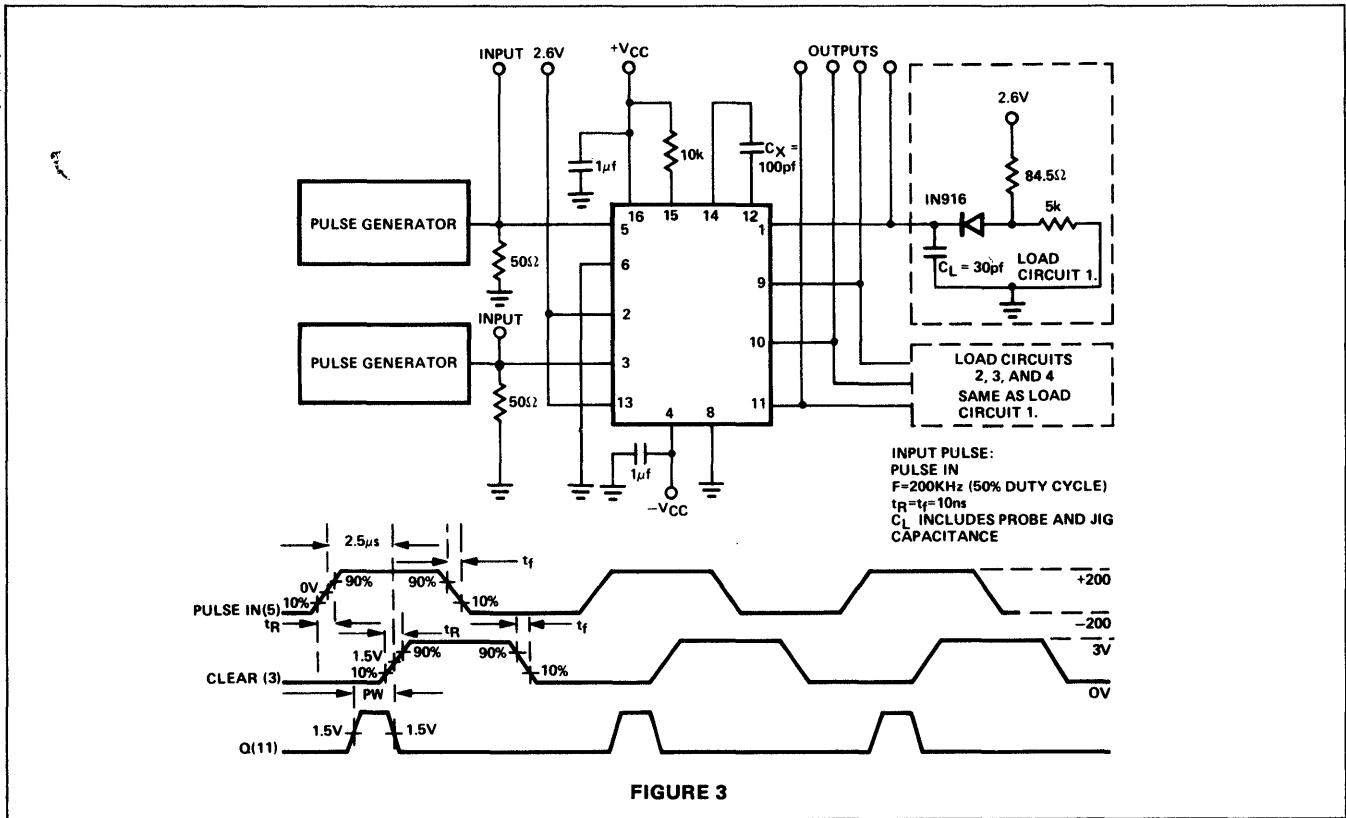 INPUT 2.6V
+VCC
OUTPUTS
2.6V
1µf
10k
CX = 100pf
84.5Ω
IN916
5k
CL = 30pf
LOAD CIRCUIT 1.
PULSE GENERATOR
50Ω
16 15 14 12
5
6
2
3
13
4 8
1
9
10
11
INPUT
PULSE GENERATOR
50Ω
1µf
−VCC
LOAD CIRCUITS
2, 3, AND 4
SAME AS LOAD
CIRCUIT 1.
INPUT PULSE:
PULSE IN
F=200KHz (50% DUTY CYCLE)
tR=tf=10ns
CL INCLUDES PROBE AND JIG
CAPACITANCE
2.5µs
tf
0V
90% 90%
10% 10%
PULSE IN(5)
+200
−200
tR
tR
tf
1.5V
90% 90%
10% 10%
CLEAR (3)
3V
0V
PW
1.5V 1.5V
Q(11)
FIGURE 3